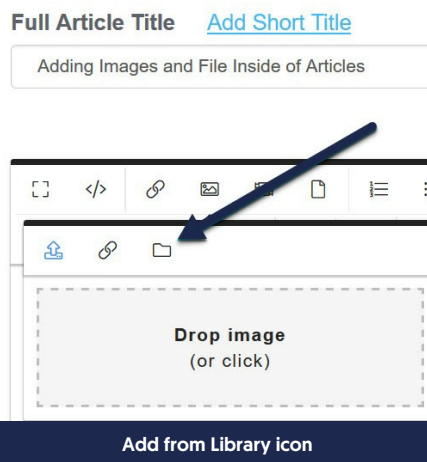 Full Article Title Add Short Title
Adding Images and File Inside of Articles
Drop image
(or click)
Add from Library icon